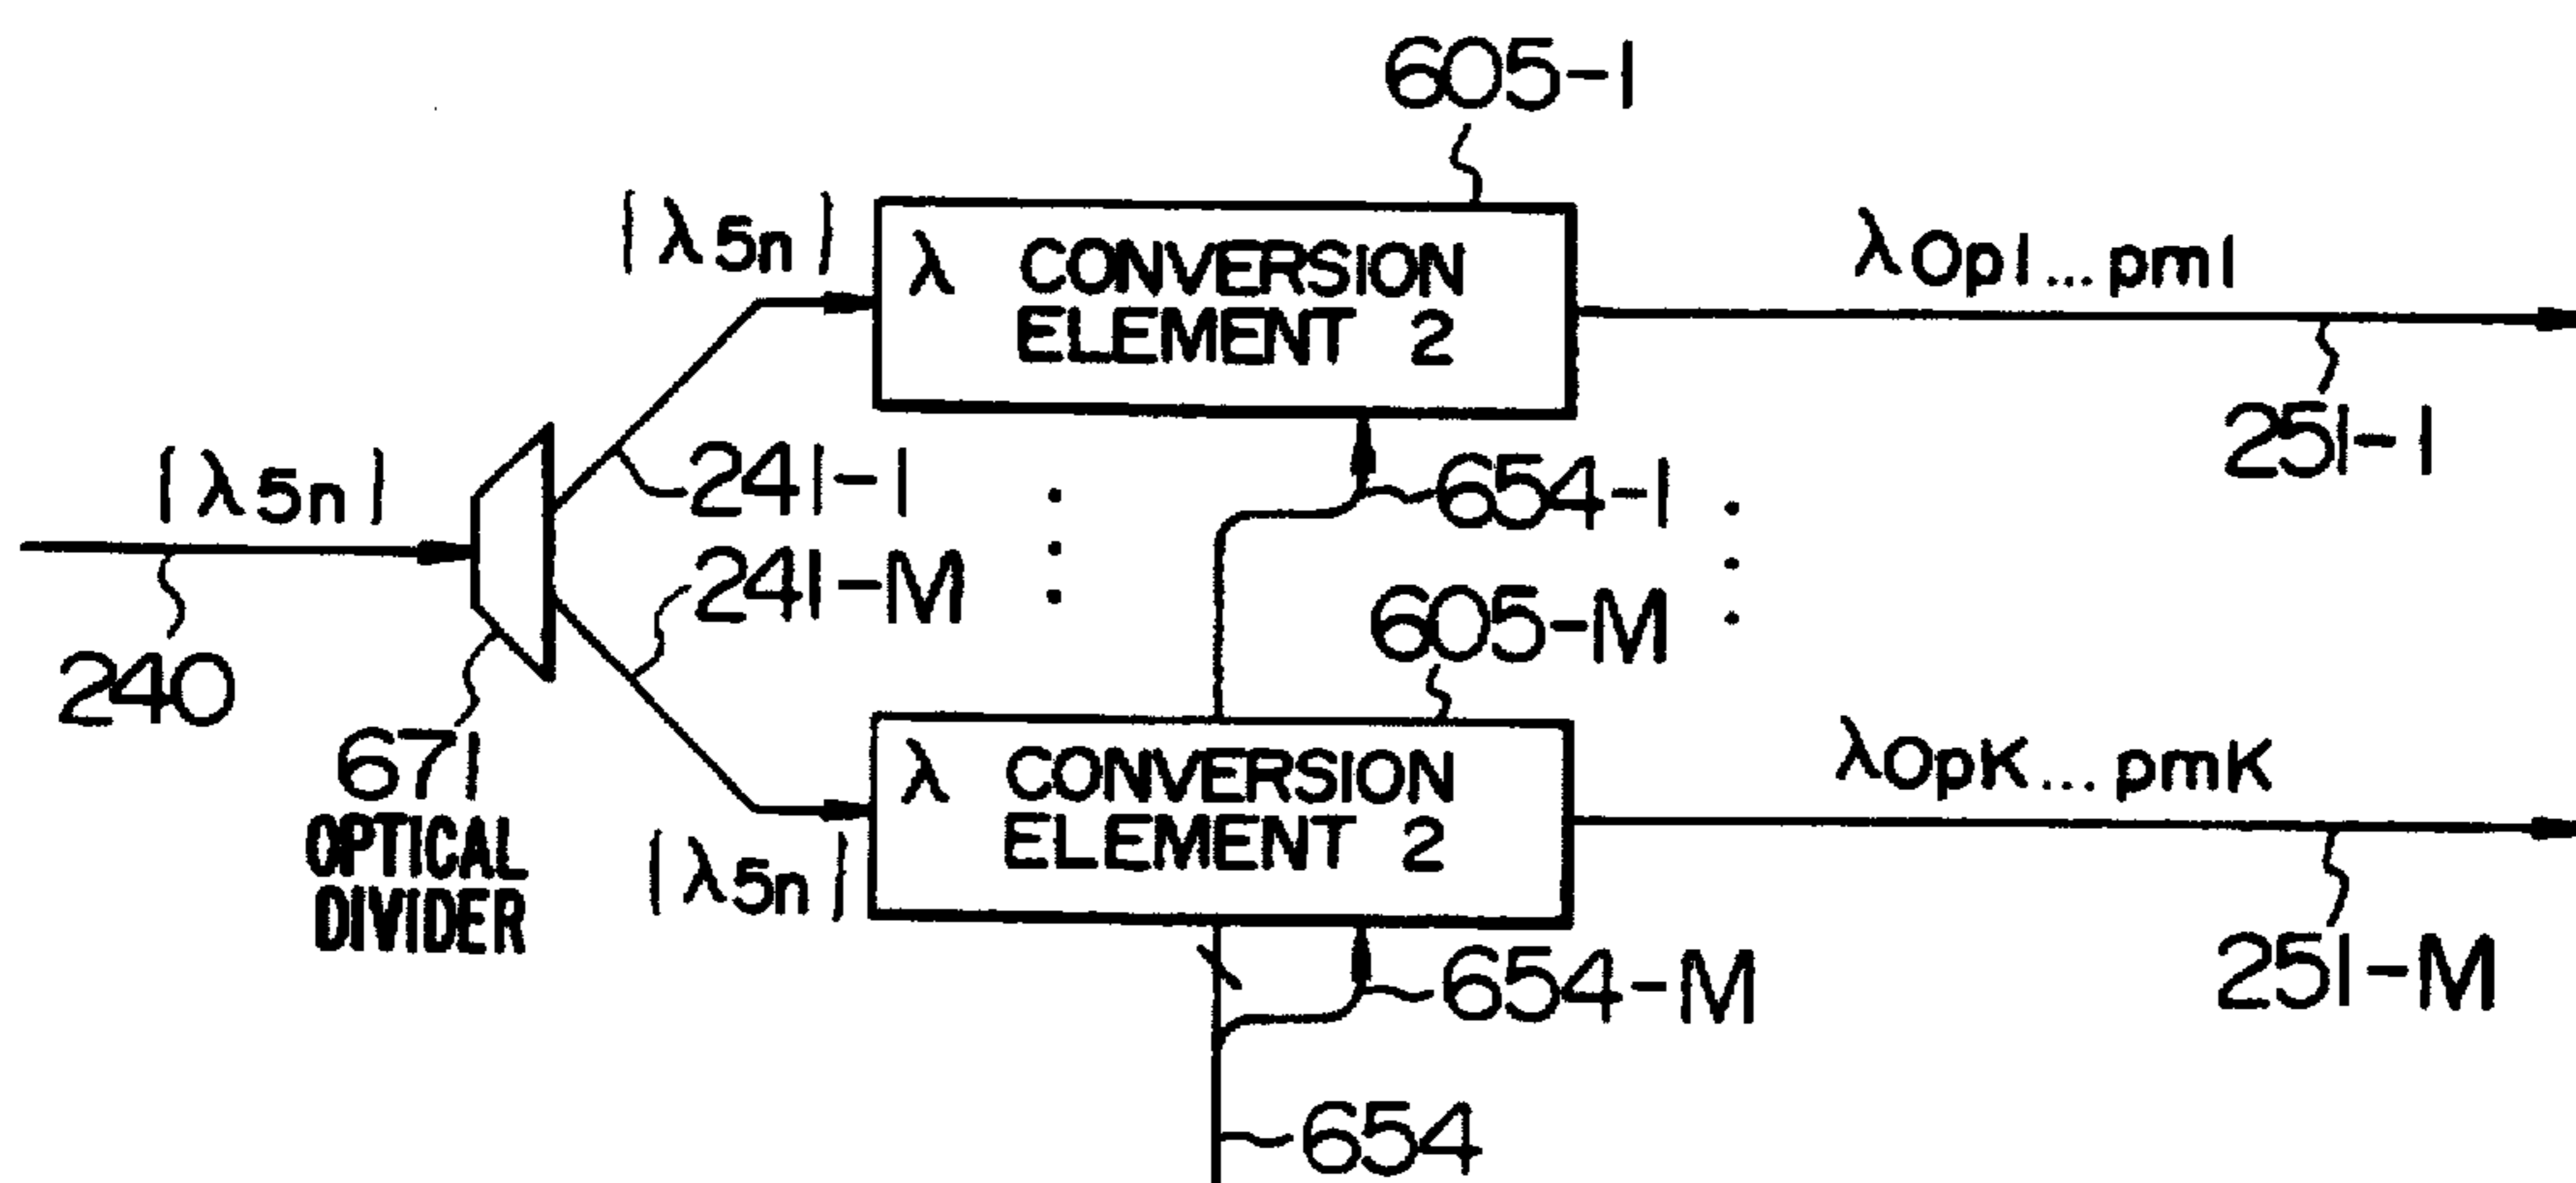 605-1
|λ5n|
λ CONVERSION
ELEMENT 2
λOp1...pm1
251-1
|λ5n|
241-1
654-1
241-M
605-M
240
671
OPTICAL
DIVIDER
λ CONVERSION
ELEMENT 2
λOpK...pmK
|λ5n|
654-M
251-M
654